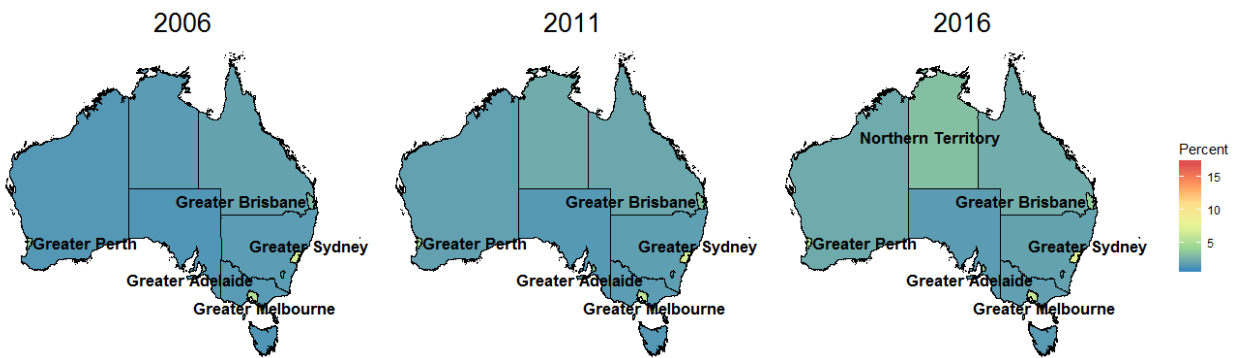 2006
2011
2016
Greater Brisbane
Greater Perth
Greater Sydney
Greater Adelaide
Greater Melbourne
Greater Brisbane
Greater Perth
Greater Sydney
Greater Adelaide
Greater Melbourne
Northern Territory
Greater Brisbane
Greater Perth
Greater Sydney
Greater Adelaide
Greater Melbourne
Percent
15
10
5